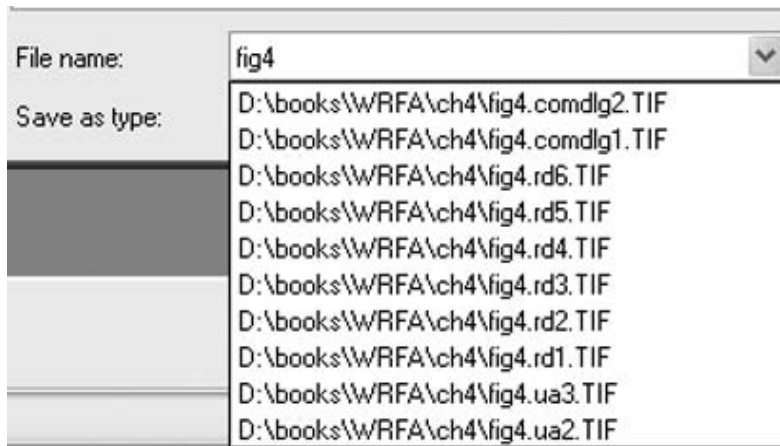 File name:
fig4
Save as type:
D:\books\WRFA\ch4\fig4.comdlg2.TIF
D:\books\WRFA\ch4\fig4.comdlg1.TIF
D:\books\WRFA\ch4\fig4.rd6.TIF
D:\books\WRFA\ch4\fig4.rd5.TIF
D:\books\WRFA\ch4\fig4.rd4.TIF
D:\books\WRFA\ch4\fig4.rd3.TIF
D:\books\WRFA\ch4\fig4.rd2.TIF
D:\books\WRFA\ch4\fig4.rd1.TIF
D:\books\WRFA\ch4\fig4.ua3.TIF
D:\books\WRFA\ch4\fig4.ua2.TIF